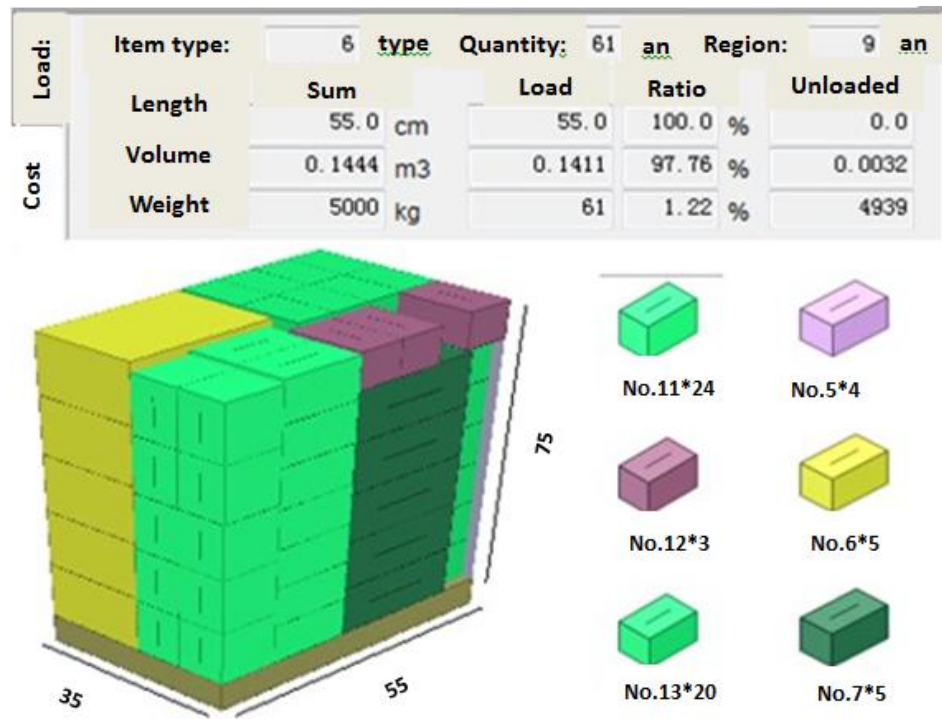 Load:
Item type: 6 type Quantity: 61 an Region: 9 an
Sum Load Ratio Unloaded
Length 55.0 cm 55.0 100.0 % 0.0
Volume 0.1444 m3 0.1411 97.76 % 0.0032
Weight 5000 kg 61 1.22 % 4939
Cost
75
55
35
No.11*24 No.5*4
No.12*3 No.6*5
No.13*20 No.7*5